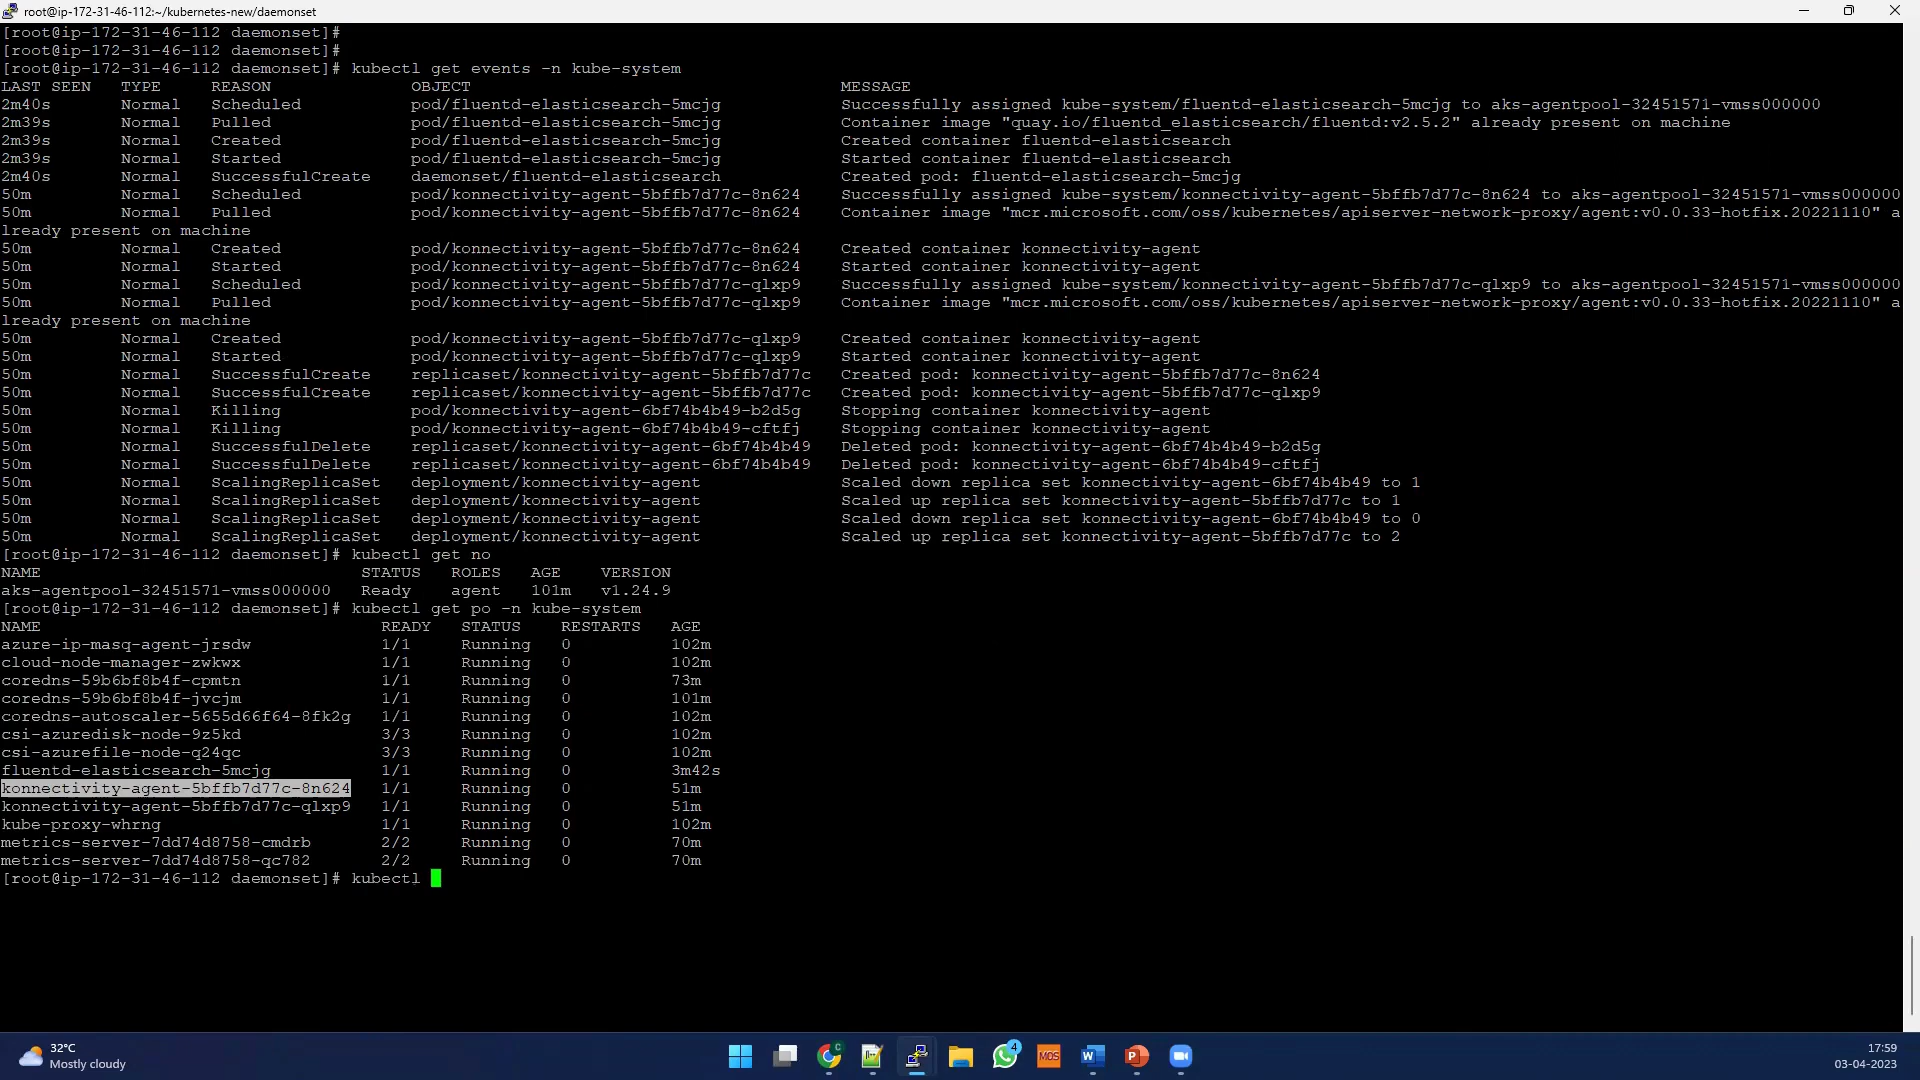 root@ip-172-31-46-112:~/kubernetes-new/daemonset
[root@ip-172-31-46-112 daemonset]#
[root@ip-172-31-46-112 daemonset]#
[root@ip-172-31-46-112 daemonset]# kubectl get events -n kube-system
LAST SEEN TYPE REASON OBJECT MESSAGE
2m40s Normal Scheduled pod/fluentd-elasticsearch-5mcjg Successfully assigned kube-system/fluentd-elasticsearch-5mcjg to aks-agentpool-32451571-vmss000000
2m39s Normal Pulled pod/fluentd-elasticsearch-5mcjg Container image "quay.io/fluentd_elasticsearch/fluentd:v2.5.2" already present on machine
2m39s Normal Created pod/fluentd-elasticsearch-5mcjg Created container fluentd-elasticsearch
2m39s Normal Started pod/fluentd-elasticsearch-5mcjg Started container fluentd-elasticsearch
2m40s Normal SuccessfulCreate daemonset/fluentd-elasticsearch Created pod: fluentd-elasticsearch-5mcjg
50m Normal Scheduled pod/konnectivity-agent-5bffb7d77c-8n624 Successfully assigned kube-system/konnectivity-agent-5bffb7d77c-8n624 to aks-agentpool-32451571-vmss000000
50m Normal Pulled pod/konnectivity-agent-5bffb7d77c-8n624 Container image "mcr.microsoft.com/oss/kubernetes/apiserver-network-proxy/agent:v0.0.33-hotfix.20221110" a
lready present on machine
50m Normal Created pod/konnectivity-agent-5bffb7d77c-8n624 Created container konnectivity-agent
50m Normal Started pod/konnectivity-agent-5bffb7d77c-8n624 Started container konnectivity-agent
50m Normal Scheduled pod/konnectivity-agent-5bffb7d77c-qlxp9 Successfully assigned kube-system/konnectivity-agent-5bffb7d77c-qlxp9 to aks-agentpool-32451571-vmss000000
50m Normal Pulled pod/konnectivity-agent-5bffb7d77c-qlxp9 Container image "mcr.microsoft.com/oss/kubernetes/apiserver-network-proxy/agent:v0.0.33-hotfix.20221110" a
lready present on machine
50m Normal Created pod/konnectivity-agent-5bffb7d77c-qlxp9 Created container konnectivity-agent
50m Normal Started pod/konnectivity-agent-5bffb7d77c-qlxp9 Started container konnectivity-agent
50m Normal SuccessfulCreate replicaset/konnectivity-agent-5bffb7d77c Created pod: konnectivity-agent-5bffb7d77c-8n624
50m Normal SuccessfulCreate replicaset/konnectivity-agent-5bffb7d77c Created pod: konnectivity-agent-5bffb7d77c-qlxp9
50m Normal Killing pod/konnectivity-agent-6bf74b4b49-b2d5g Stopping container konnectivity-agent
50m Normal Killing pod/konnectivity-agent-6bf74b4b49-cftfj Stopping container konnectivity-agent
50m Normal SuccessfulDelete replicaset/konnectivity-agent-6bf74b4b49 Deleted pod: konnectivity-agent-6bf74b4b49-b2d5g
50m Normal SuccessfulDelete replicaset/konnectivity-agent-6bf74b4b49 Deleted pod: konnectivity-agent-6bf74b4b49-cftfj
50m Normal ScalingReplicaSet deployment/konnectivity-agent Scaled down replica set konnectivity-agent-6bf74b4b49 to 1
50m Normal ScalingReplicaSet deployment/konnectivity-agent Scaled up replica set konnectivity-agent-5bffb7d77c to 1
50m Normal ScalingReplicaSet deployment/konnectivity-agent Scaled down replica set konnectivity-agent-6bf74b4b49 to 0
50m Normal ScalingReplicaSet deployment/konnectivity-agent Scaled up replica set konnectivity-agent-5bffb7d77c to 2
[root@ip-172-31-46-112 daemonset]# kubectl get no
NAME STATUS ROLES AGE VERSION
aks-agentpool-32451571-vmss000000 Ready agent 101m v1.24.9
[root@ip-172-31-46-112 daemonset]# kubectl get po -n kube-system
NAME READY STATUS RESTARTS AGE
azure-ip-masq-agent-jrsdw 1/1 Running 0 102m
cloud-node-manager-zwkwx 1/1 Running 0 102m
coredns-59b6bf8b4f-cpmtn 1/1 Running 0 73m
coredns-59b6bf8b4f-jvcjm 1/1 Running 0 101m
coredns-autoscaler-5655d66f64-8fk2g 1/1 Running 0 102m
csi-azuredisk-node-9z5kd 3/3 Running 0 102m
csi-azurefile-node-q24qc 3/3 Running 0 102m
fluentd-elasticsearch-5mcjg 1/1 Running 0 3m42s
konnectivity-agent-5bffb7d77c-8n624 1/1 Running 0 51m
konnectivity-agent-5bffb7d77c-qlxp9 1/1 Running 0 51m
kube-proxy-whrng 1/1 Running 0 102m
metrics-server-7dd74d8758-cmdrb 2/2 Running 0 70m
metrics-server-7dd74d8758-qc782 2/2 Running 0 70m
[root@ip-172-31-46-112 daemonset]# kubectl
32°C
Mostly cloudy
C
4
MOS
W
P
17:59
03-04-2023